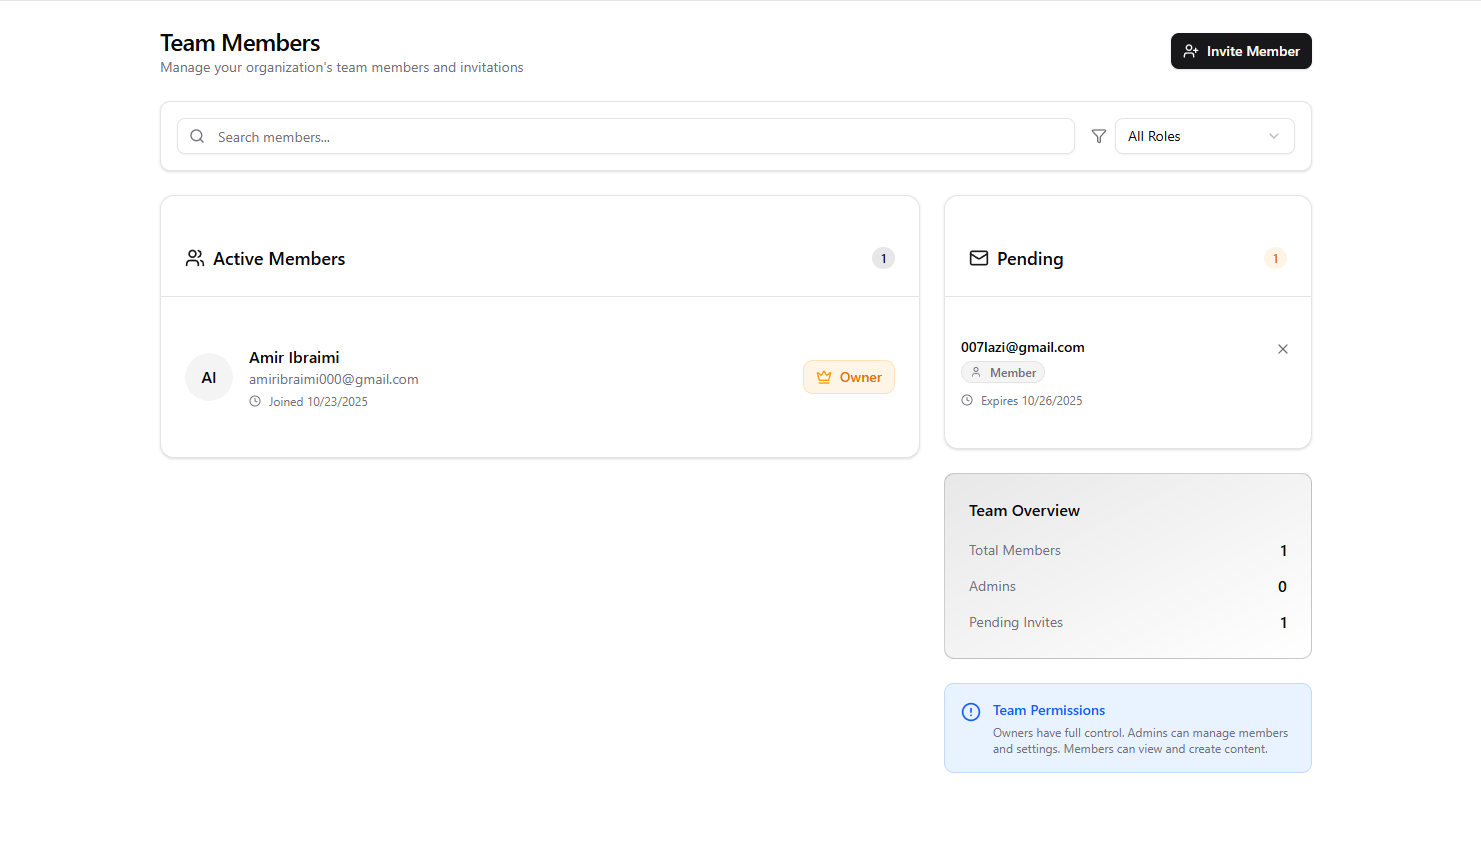 Team Members
Manage your organization's team members and invitations
Invite Member
Search members...
All Roles
Active Members
1
AI
Amir Ibraimi
amiribraimi000@gmail.com
Joined 10/23/2025
Owner
Pending
1
007lazi@gmail.com
Member
Expires 10/26/2025
Team Overview
Total Members
1
Admins
0
Pending Invites
1
Team Permissions
Owners have full control. Admins can manage members
and settings. Members can view and create content.